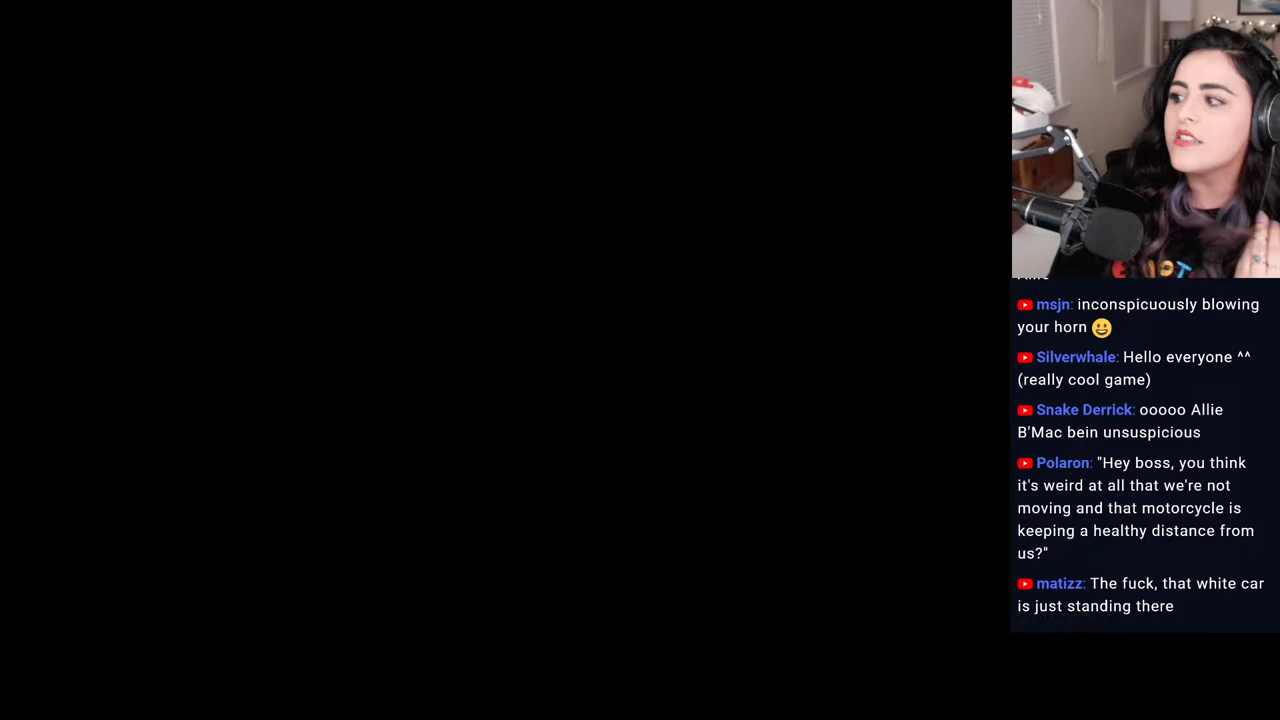 msjn: inconspicuously blowing
your horn 😀
Silverwhale: Hello everyone ^^
(really cool game)
Snake Derrick: ooooo Allie
B'Mac bein unsuspicious
Polaron: "Hey boss, you think
it's weird at all that we're not
moving and that motorcycle is
keeping a healthy distance from
us?"
matizz: The fuck, that white car
is just standing there